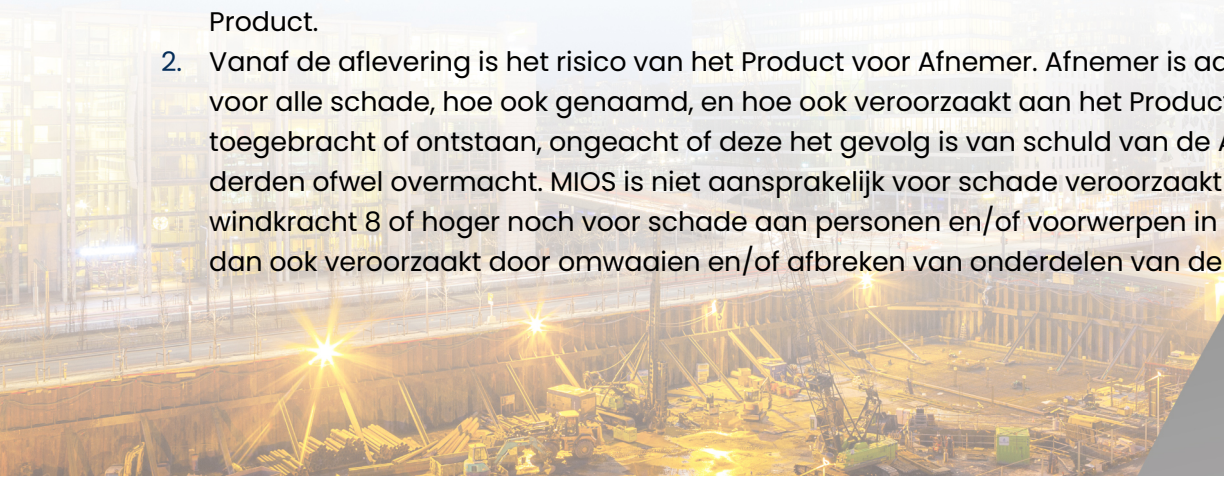 Product.
2. Vanaf de aflevering is het risico van het Product voor Afnemer. Afnemer is
voor alle schade, hoe ook genaamd, en hoe ook veroorzaakt aan het Product
toegebracht of ontstaan, ongeacht of deze het gevolg is van schuld van de
derden ofwel overmacht. MIOS is niet aansprakelijk voor schade veroorzaakt
windkracht 8 of hoger noch voor schade aan personen en/of voorwerpen in
dan ook veroorzaakt door omwaaien en/of afbreken van onderdelen van de